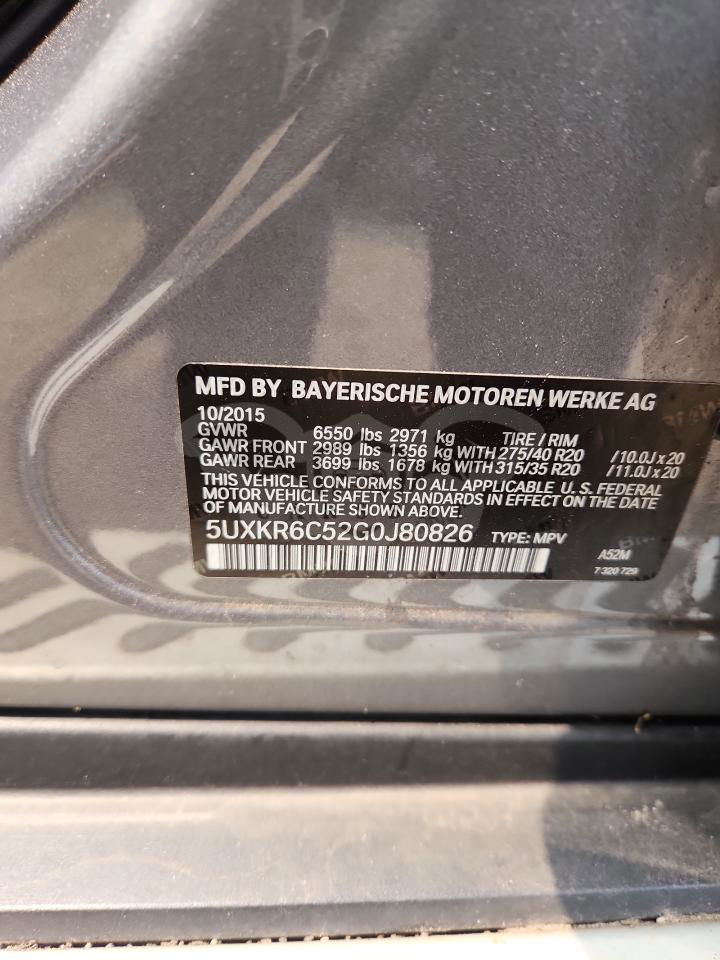 MFD BY BAYERISCHE MOTOREN WERKE AG
10/2015
GVWR 6550 lbs 2971 kg TIRE / RIM
GAWR FRONT 2989 lbs 1356 kg WITH 275/40 R20 /10.0J x 20
GAWR REAR 3699 lbs 1678 kg WITH 315/35 R20 /11.0J x 20
THIS VEHICLE CONFORMS TO ALL APPLICABLE U. S. FEDERAL
MOTOR VEHICLE SAFETY STANDARDS IN EFFECT ON THE DATE
OF MANUFACTURE SHOWN ABOVE.
5UXKR6C52G0J80826 TYPE: MPV
A52M
7 320 729